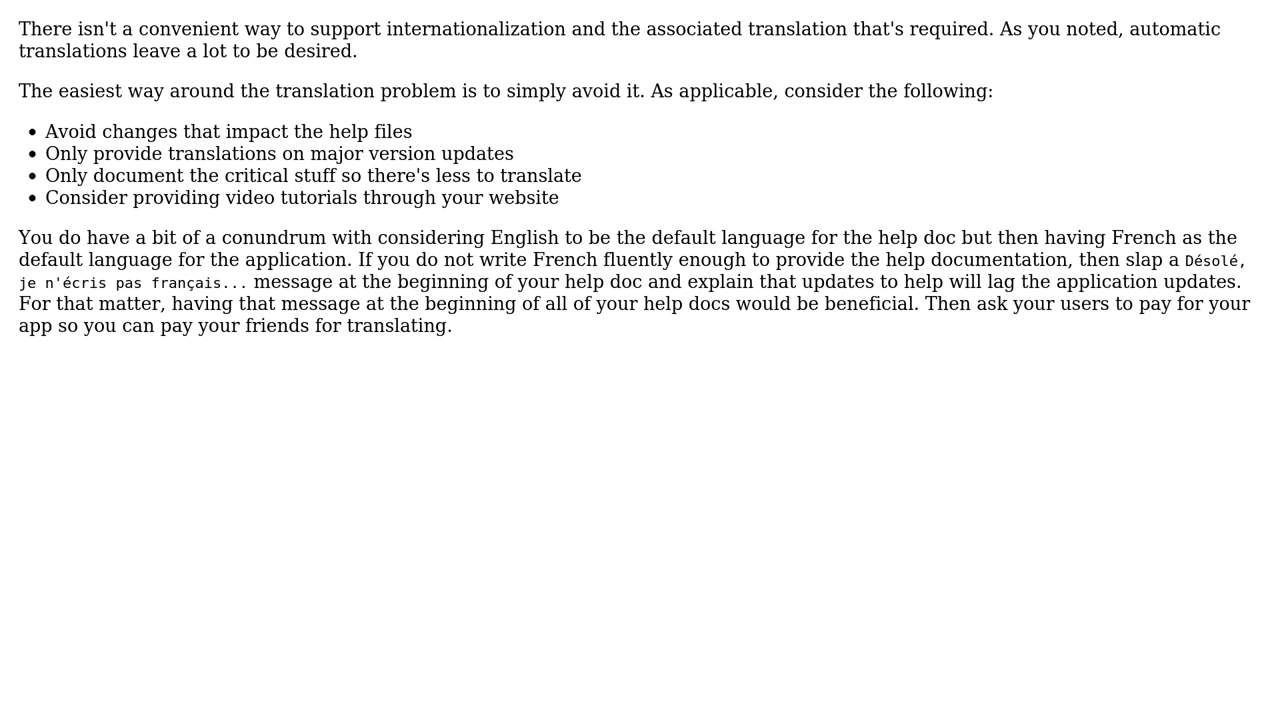 There isn't a convenient way to support internationalization and the associated translation that's required. As you noted, automatic
translations leave a lot to be desired.
The easiest way around the translation problem is to simply avoid it. As applicable, consider the following:
• Avoid changes that impact the help files
• Only provide translations on major version updates
• Only document the critical stuff so there's less to translate
• Consider providing video tutorials through your website
You do have a bit of a conundrum with considering English to be the default language for the help doc but then having French as the
default language for the application. If you do not write French fluently enough to provide the help documentation, then slap a Désolé,
je n'écris pas français... message at the beginning of your help doc and explain that updates to help will lag the application updates.
For that matter, having that message at the beginning of all of your help docs would be beneficial. Then ask your users to pay for your
app so you can pay your friends for translating.